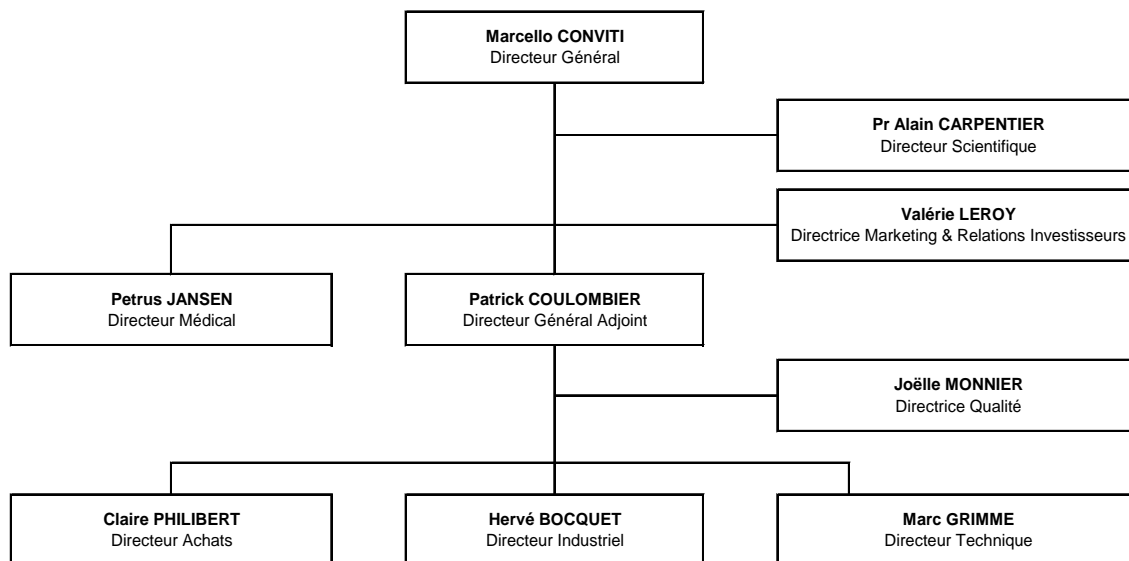 Marcello CONVITI
Directeur Général
Pr Alain CARPENTIER
Directeur Scientifique
Valérie LEROY
Directrice Marketing & Relations Investisseurs
Petrus JANSEN
Directeur Médical
Patrick COULOMBIER
Directeur Général Adjoint
Joëlle MONNIER
Directrice Qualité
Claire PHILIBERT
Directeur Achats
Hervé BOCQUET
Directeur Industriel
Marc GRIMME
Directeur Technique